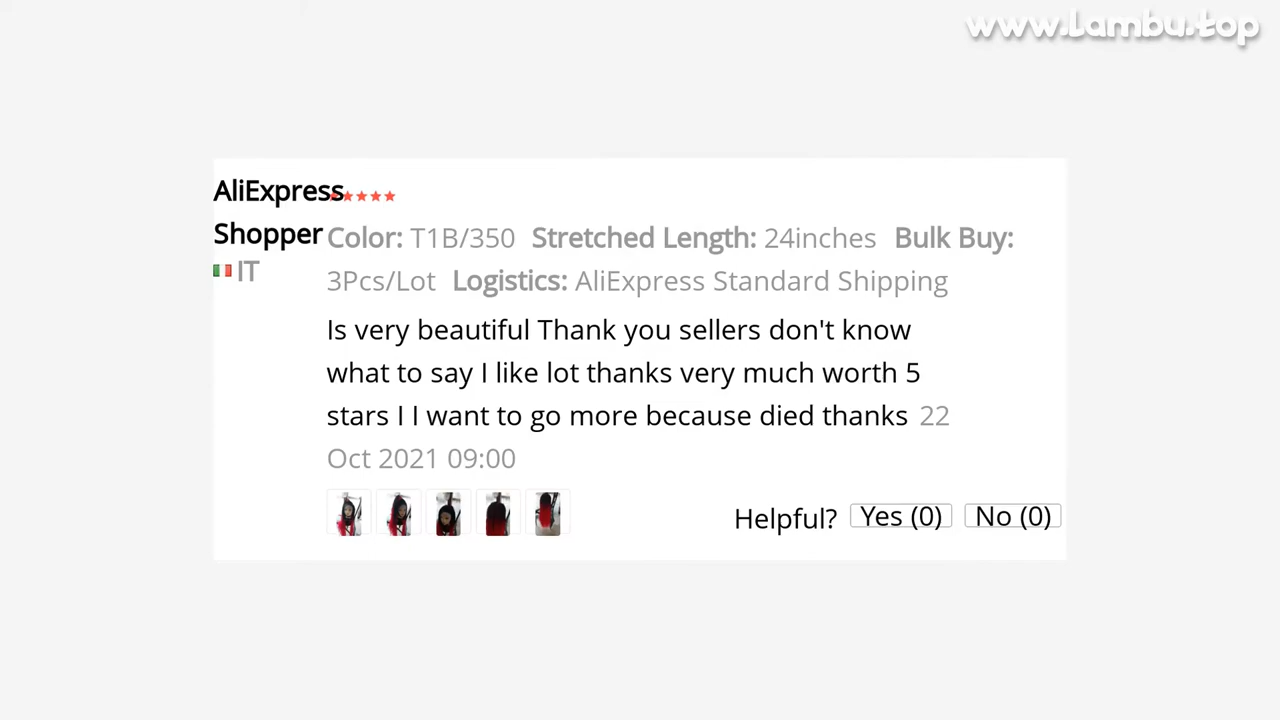 www.Lambu.top
AliExpress
Shopper
IT
Color: T1B/350 Stretched Length: 24inches Bulk Buy:
3Pcs/Lot Logistics: AliExpress Standard Shipping
Is very beautiful Thank you sellers don't know
what to say I like lot thanks very much worth 5
stars I I want to go more because died thanks 22
Oct 2021 09:00
Helpful? Yes (0) No (0)